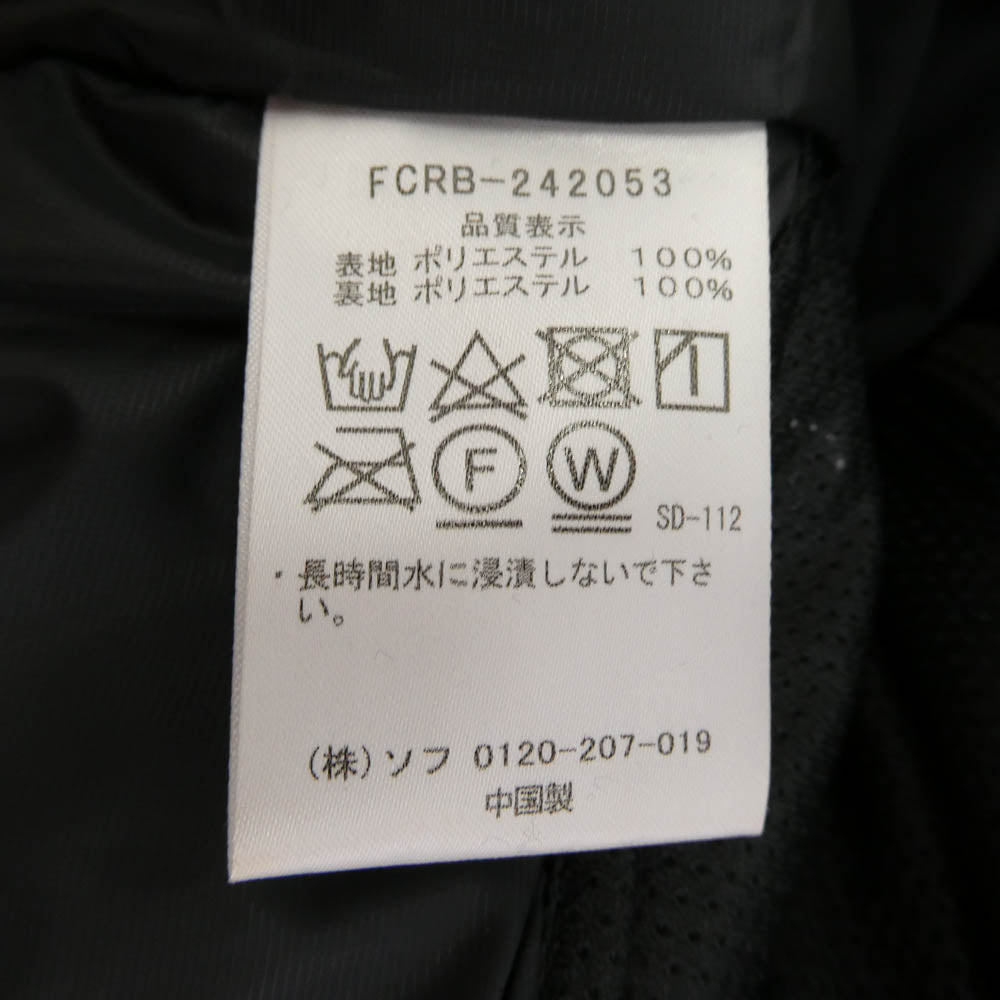 FCRB-242053
品質表示
表地 ポリエステル 100%
裏地 ポリエステル 100%
F W SD-112
・長時間水に浸漬しないで下さ
い。
(株)ソフ 0120-207-019
中国製